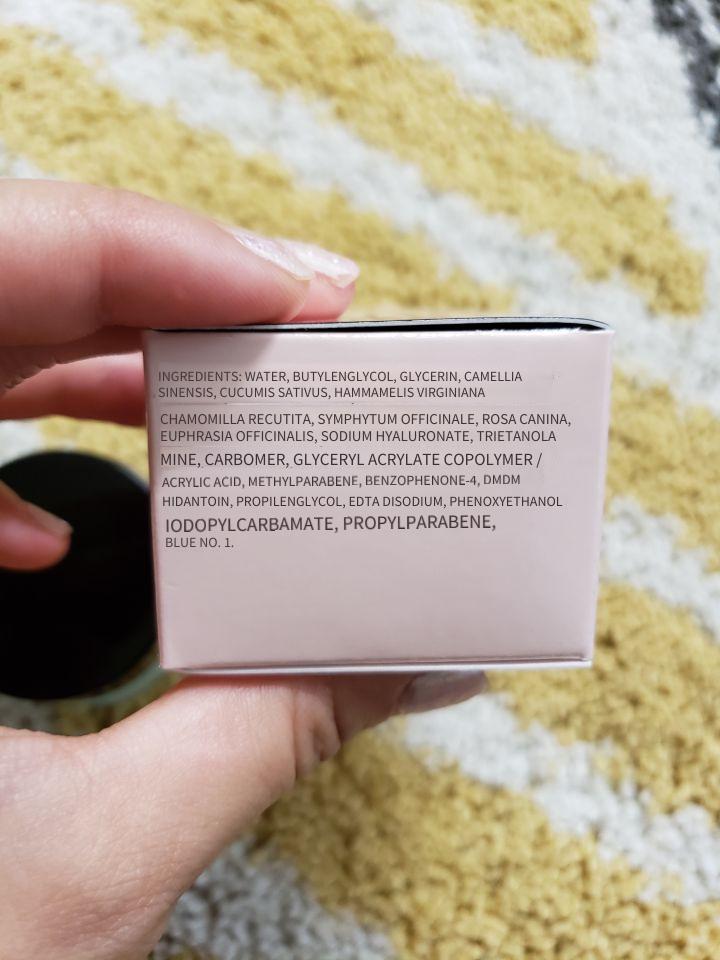 INGREDIENTS: WATER, BUTYLENGLYCOL, GLYCERIN, CAMELLIA
SINENSIS, CUCUMIS SATIVUS, HAMMAMELIS VIRGINIANA
CHAMOMILLA RECUTITA, SYMPHYTUM OFFICINALE, ROSA CANINA,
EUPHRASIA OFFICINALIS, SODIUM HYALURONATE, TRIETANOLA
MINE, CARBOMER, GLYCERYL ACRYLATE COPOLYMER /
ACRYLIC ACID, METHYLPARABENE, BENZOPHENONE-4, DMDM
HIDANTOIN, PROPILENGLYCOL, EDTA DISODIUM, PHENOXYETHANOL
IODOPYLCARBAMATE, PROPYLPARABENE,
BLUE NO. 1.